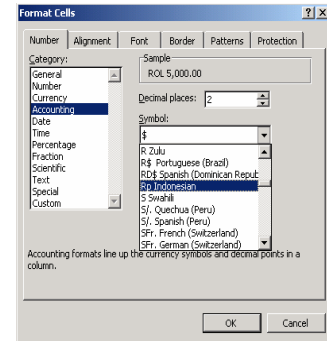 Format Cells
Number Alignment Font Border Patterns Protection
Category:
General
Number
Currency
Accounting
Date
Time
Percentage
Fraction
Scientific
Text
Special
Custom
Sample
ROL 5,000.00
Decimal places: 2
Symbol:
$
R Zulu
R$ Portuguese (Brazil)
RD$ Spanish (Dominican Repub
Rp Indonesian
S Swahili
S/. Quechua (Peru)
S/. Spanish (Peru)
SFr. French (Switzerland)
SFr. German (Switzerland)
Accounting formats line up the currency symbols and decimal points in a
column.
OK Cancel